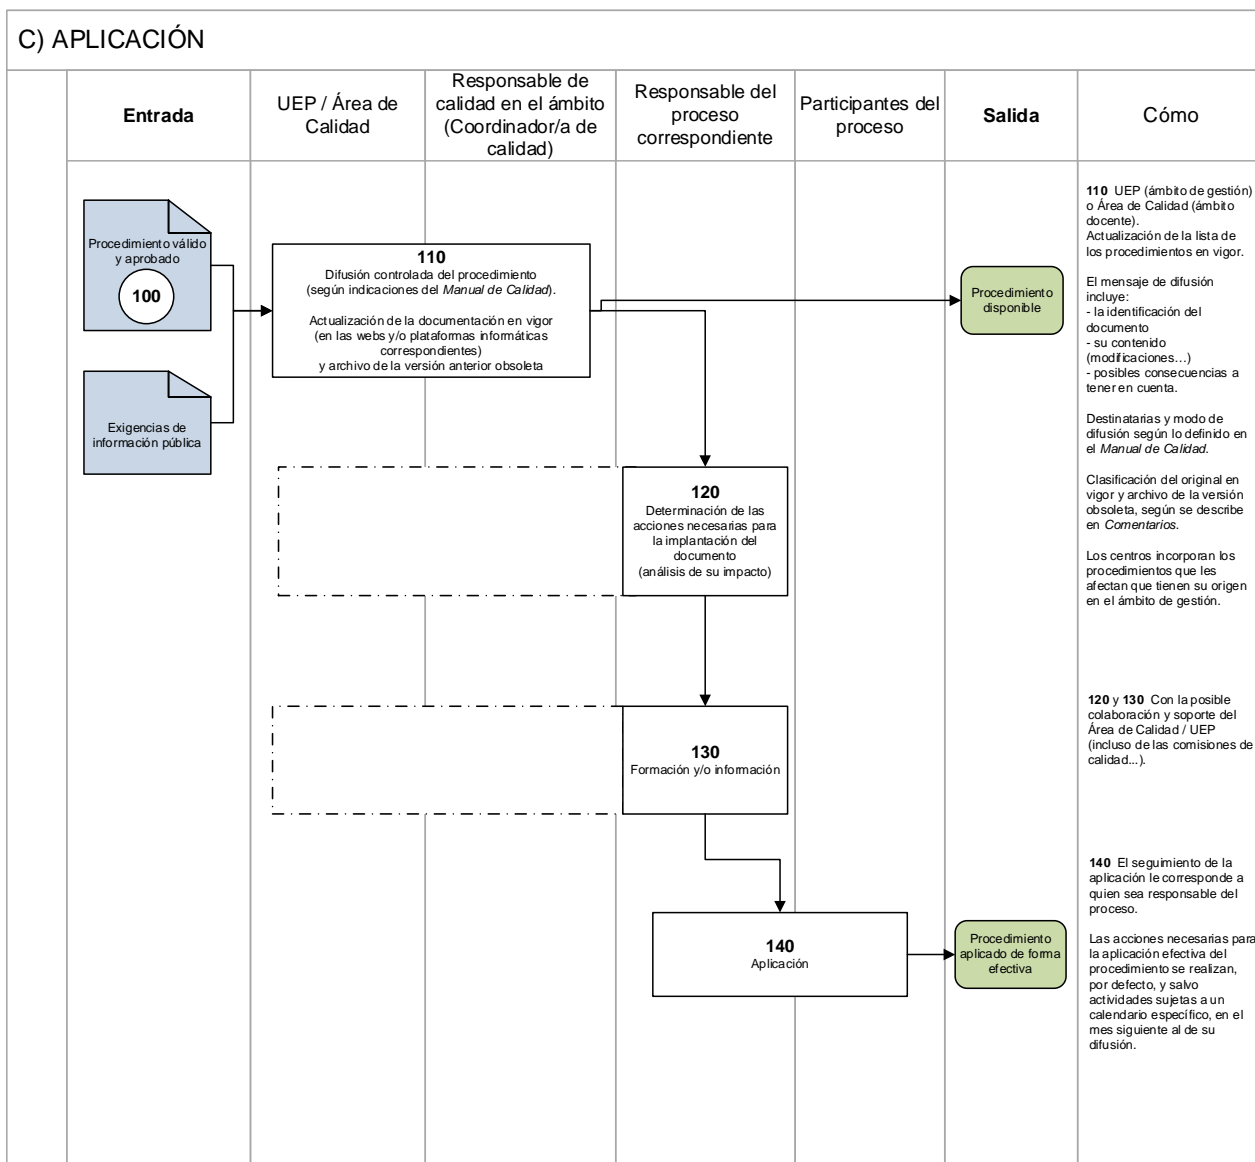 C) APLICACIÓN
Entrada
UEP / Área de
Calidad
Responsable de
calidad en el ámbito
(Coordinador/a de
calidad)
Responsable del
proceso
correspondiente
Participantes del
proceso
Salida
Cómo
Procedimiento válido
y aprobado
100
Exigencias de
información pública
110
Difusión controlada del procedimiento
(según indicaciones del Manual de Calidad).
Actualización de la documentación en vigor
(en las webs y/o plataformas informáticas
correspondientes)
y archivo de la versión anterior obsoleta
Procedimiento
disponible
120
Determinación de las
acciones necesarias para
la implantación del
documento
(análisis de su impacto)
130
Formación y/o información
140
Aplicación
Procedimiento
aplicado de forma
efectiva
110 UEP (ámbito de gestión)
o Área de Calidad (ámbito
docente).
Actualización de la lista de
los procedimientos en vigor.
El mensaje de difusión
incluye:
- la identificación del
documento
- su contenido
(modificaciones...)
- posibles consecuencias a
tener en cuenta.
Destinatarias y modo de
difusión según lo definido en
el Manual de Calidad.
Clasificación del original en
vigor y archivo de la versión
obsoleta, según se describe
en Comentarios.
Los centros incorporan los
procedimientos que les
afectan que tienen su origen
en el ámbito de gestión.
120 y 130 Con la posible
colaboración y soporte del
Área de Calidad / UEP
(incluso de las comisiones de
calidad...).
140 El seguimiento de la
aplicación le corresponde a
quien sea responsable del
proceso.
Las acciones necesarias para
la aplicación efectiva del
procedimiento se realizan,
por defecto, y salvo
actividades sujetas a un
calendario específico, en el
mes siguiente al de su
difusión.